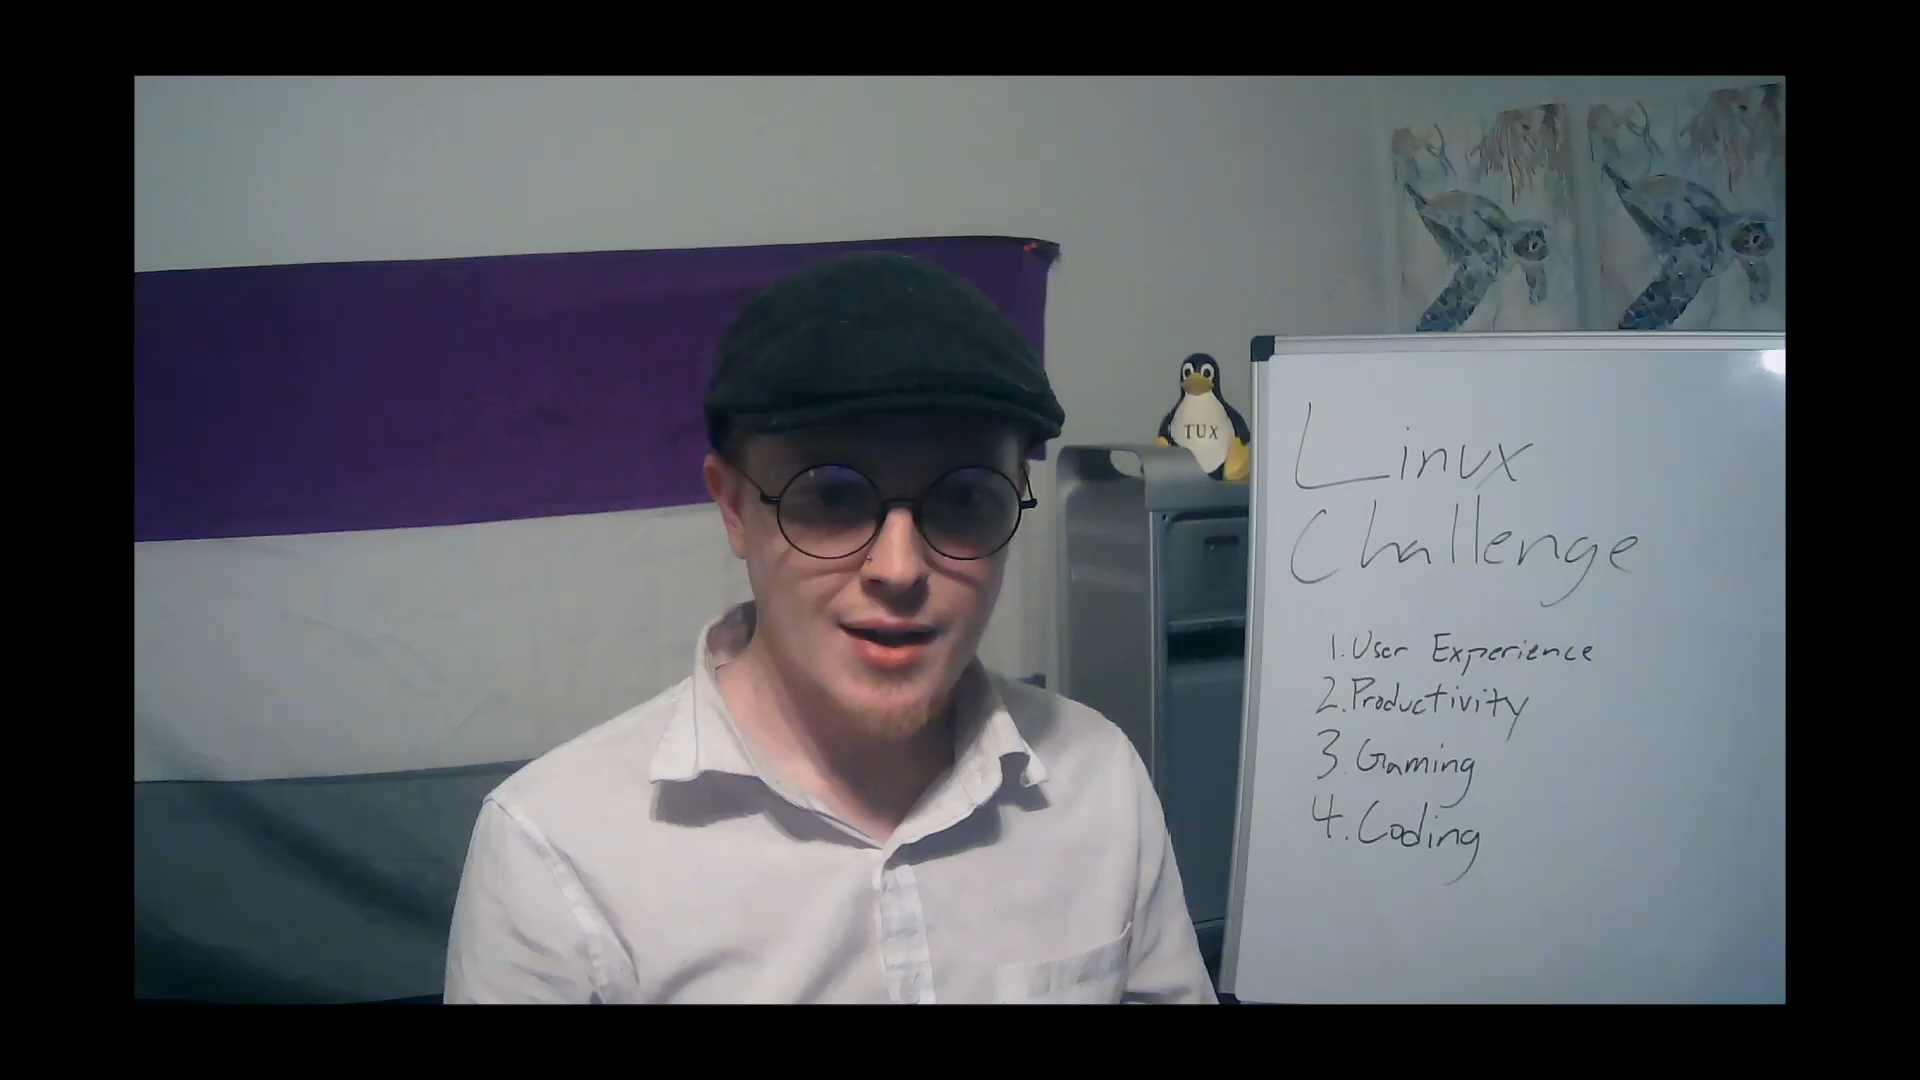 TUX
Linux
Challenge
1. User Experience
2. Productivity
3. Gaming
4. Coding